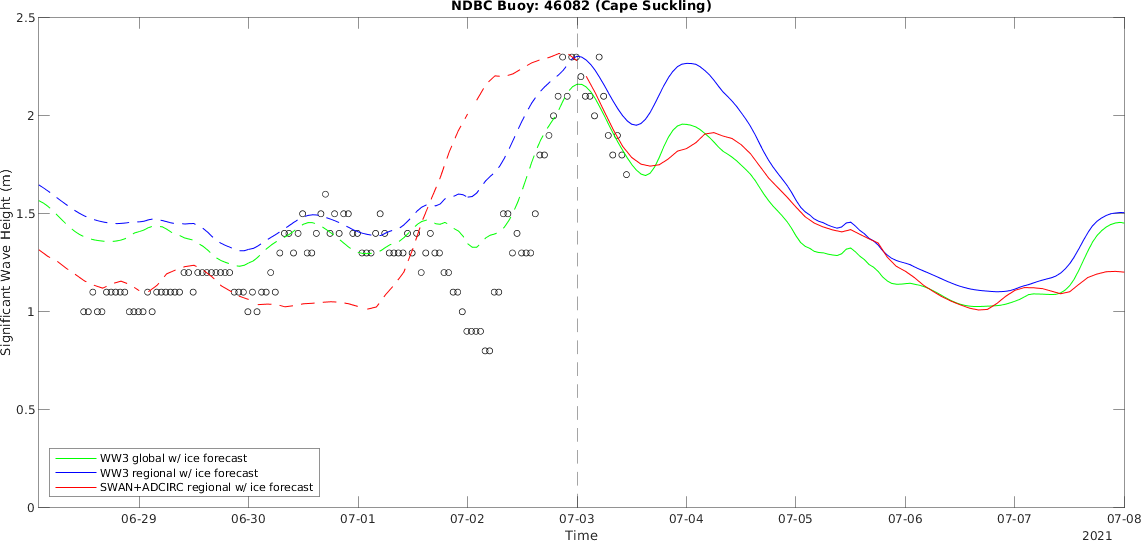 NDBC Buoy: 46082 (Cape Suckling)
2.5
2
1.5
1
0.5
0
Significant Wave Height (m)
WW3 global w/ ice forecast
WW3 regional w/ ice forecast
SWAN+ADCIRC regional w/ ice forecast
06-29 06-30 07-01 07-02 07-03 07-04 07-05 07-06 07-07 07-08
Time
2021